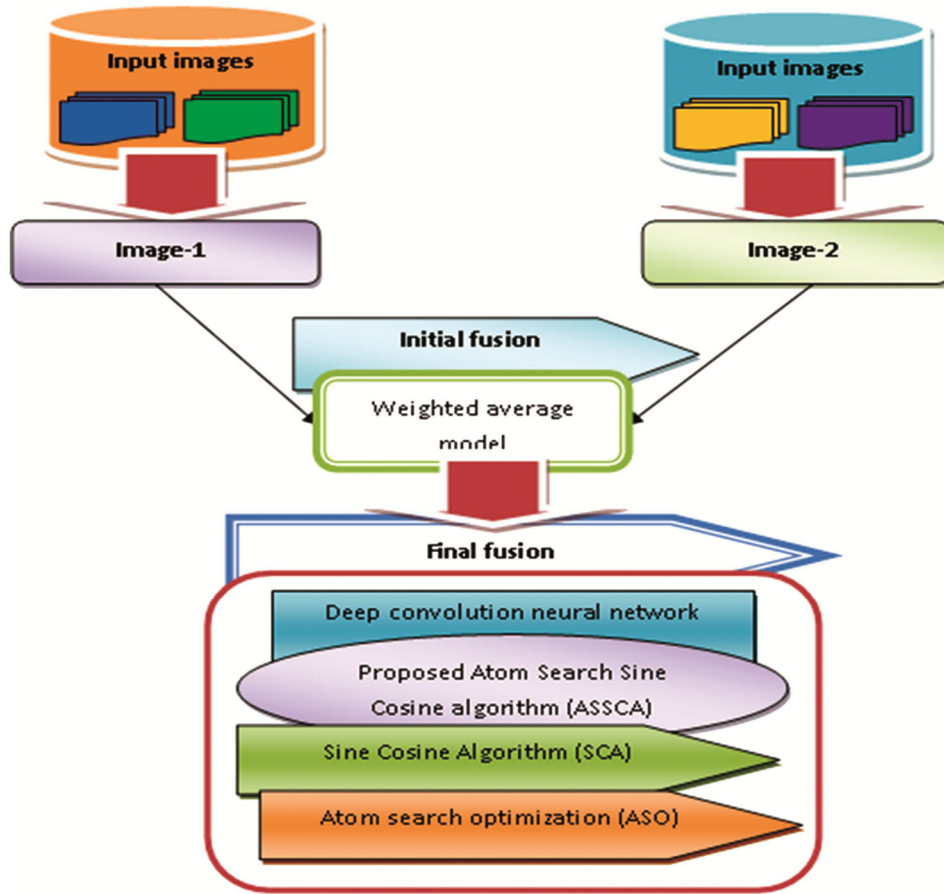 Input images
Input images
Image-1
Image-2
Initial fusion
Weighted average
model
Final fusion
Deep convolution neural network
Proposed Atom Search Sine
Cosine algorithm (ASSCA)
Sine Cosine Algorithm (SCA)
Atom search optimization (ASO)